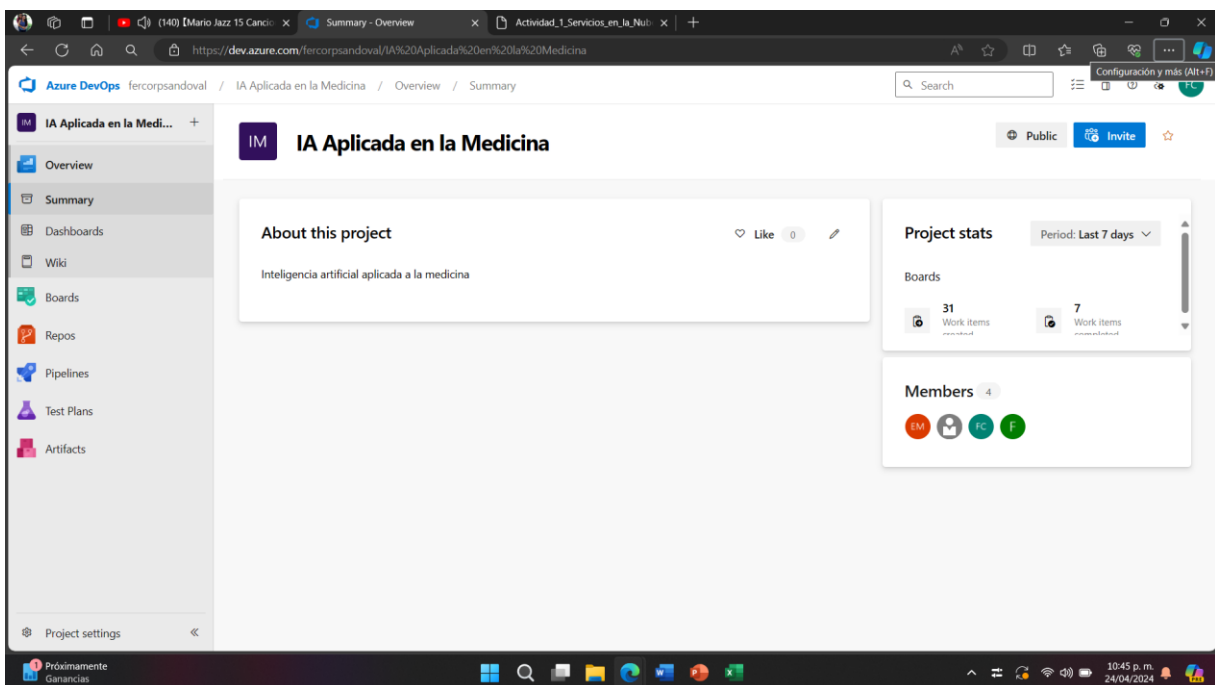 (140) [Mario Jazz 15 Cancio
Summary - Overview
Actividad_1_Servicios_en_la_Nub
https://dev.azure.com/fercorpsandoval/IA%20Aplicada%20en%20la%20Medicina
Configuración y más (Alt+F)
Azure DevOps fercorpsandoval / IA Aplicada en la Medicina / Overview / Summary
Search
FC
IM IA Aplicada en la Medi... +
IM IA Aplicada en la Medicina
Public
Invite
Overview
Summary
Dashboards
Wiki
Boards
Repos
Pipelines
Test Plans
Artifacts
About this project
Like 0
Inteligencia artificial aplicada a la medicina
Project stats
Period: Last 7 days
Boards
31
Work items
created
7
Work items
completed
Members 4
EM FC F
Project settings
1
Próximamente
Ganancias
10:45 p. m.
24/04/2024